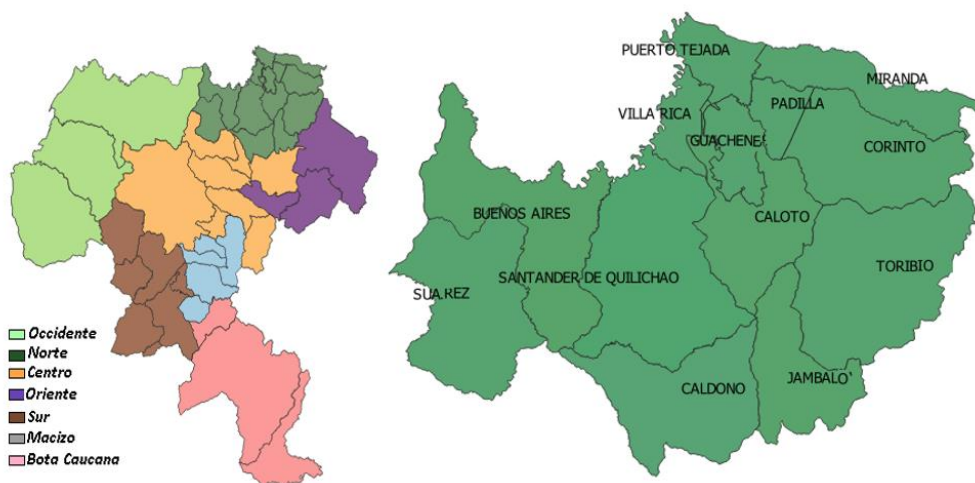 Occidente
Norte
Centro
Oriente
Sur
Macizo
Bota Caucana
PUERTO TEJADA
MIRANDA
VILLA RICA
PADILLA
GUACHENE'
CORINTO
BUENOS AIRES
CALOTO
SANTANDER DE QUILICHAO
TORIBIO
SUA,REZ
CALDONO
JAMBALO'